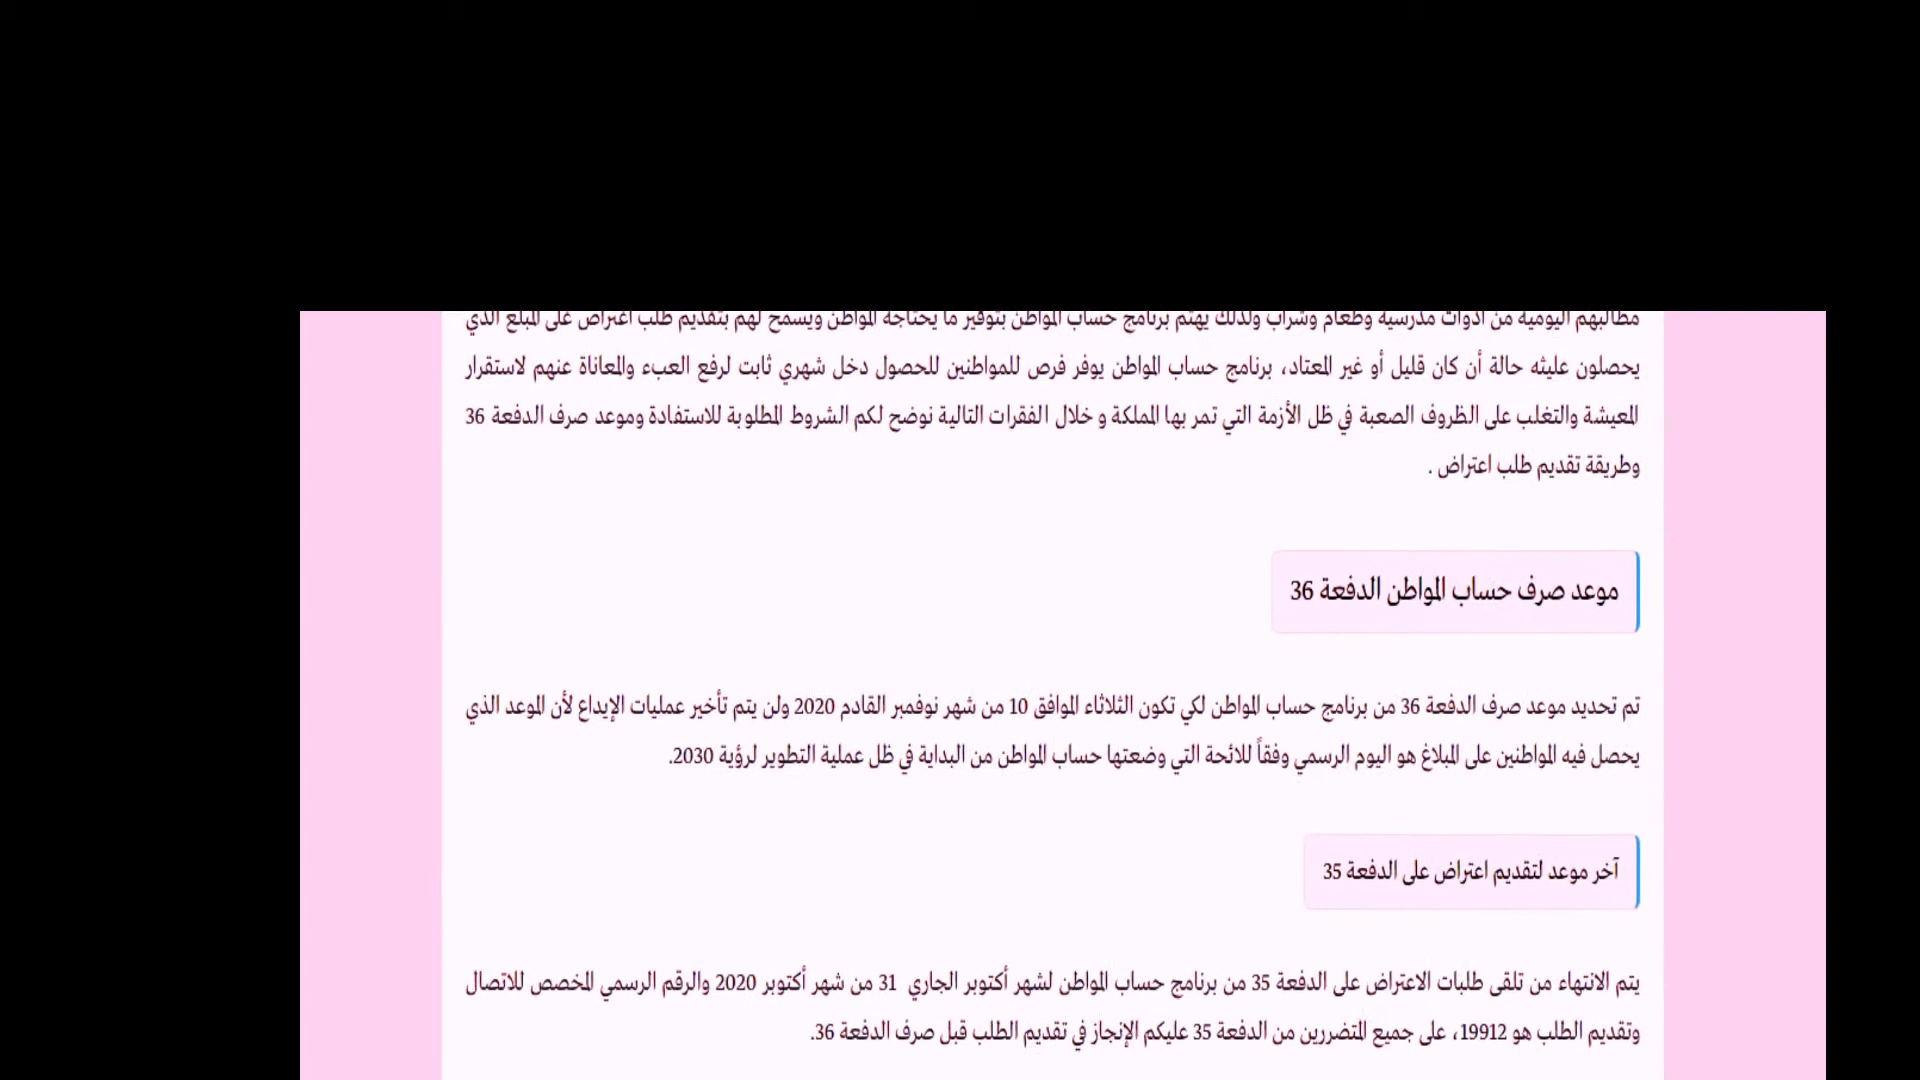 مطالبهم اليومية من أدوات مدرسية وطعام وشراب ولذلك يهتم برنامج حساب المواطن بتوفير ما يحتاجه المواطن ويسمح لهم بتقديم طلب اعتراض على المبلغ الذي
يحصلون عليثه حالة أن كان قليل أو غير المعتاد، برنامج حساب المواطن يوفر فرص للمواطنين للحصول دخل شهري ثابت لرفع العبء والمعاناة عنهم لاستقرار
المعيشة والتغلب على الظروف الصعبة في ظل الأزمة التي تمر بها المملكة و خلال الفقرات التالية نوضح لكم الشروط المطلوبة للاستفادة وموعد صرف الدفعة 36
وطريقة تقديم طلب اعتراض .
موعد صرف حساب المواطن الدفعة 36
تم تحديد موعد صرف الدفعة 36 من برنامج حساب المواطن لكي تكون الثلاثاء الموافق 10 من شهر نوفمبر القادم 2020 ولن يتم تأخير عمليات الإيداع لأن الموعد الذي
يحصل فيه المواطنين على المبلاغ هو اليوم الرسمي وفقاً للائحة التي وضعتها حساب المواطن من البداية في ظل عملية التطوير لرؤية 2030.
آخر موعد لتقديم اعتراض على الدفعة 35
يتم الانتهاء من تلقى طلبات الاعتراض على الدفعة 35 من برنامج حساب المواطن لشهر أكتوبر الجاري 31 من شهر أكتوبر 2020 والرقم الرسمي المخصص للاتصال
وتقديم الطلب هو 19912، على جميع المتضررين من الدفعة 35 عليكم الإنجاز في تقديم الطلب قبل صرف الدفعة 36.